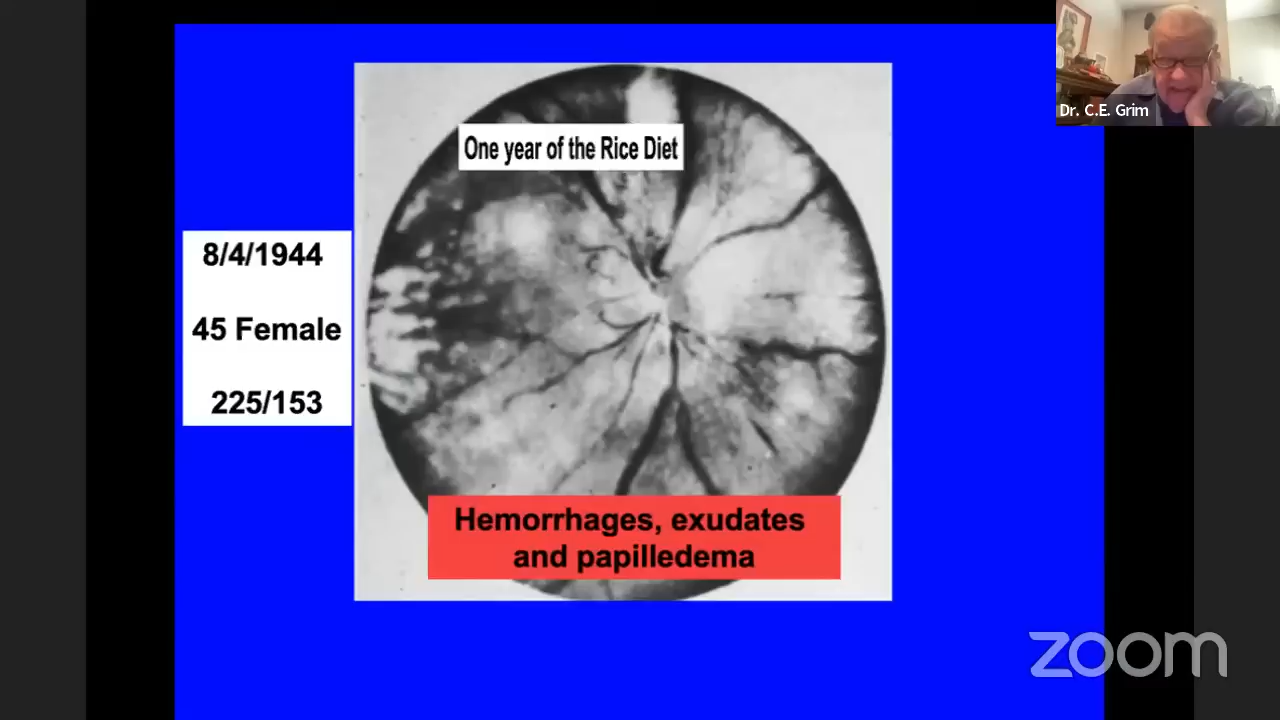 Dr. C.E. Grim
One year of the Rice Diet
8/4/1944
45 Female
225/153
Hemorrhages, exudates
and papilledema
zoom